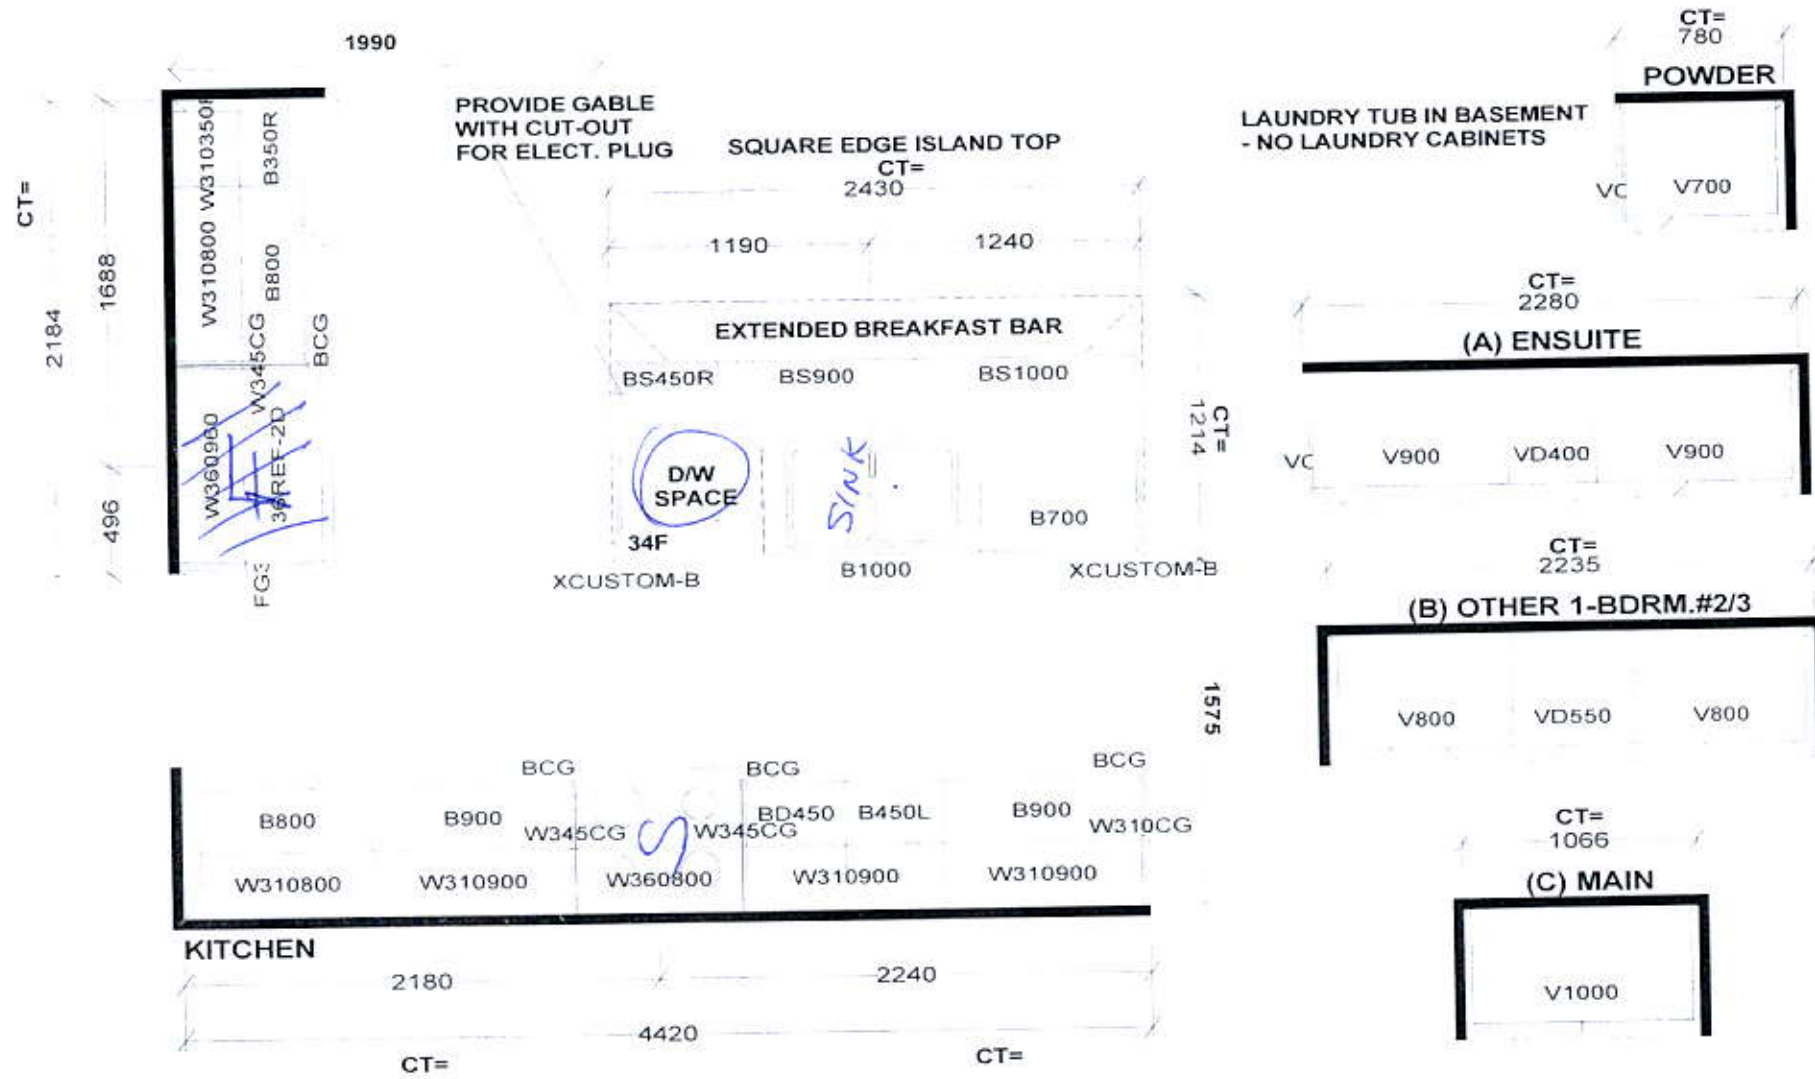 1990
PROVIDE GABLE
WITH CUT-OUT
FOR ELECT. PLUG
SQUARE EDGE ISLAND TOP
CT=
2430
1190
1240
LAUNDRY TUB IN BASEMENT
- NO LAUNDRY CABINETS
CT=
780
POWDER
VC
V700
CT=
2184
1688
496
W310350R
B350R
W310800
B800
W345CG
BCG
W360960
36REF-2D
F
FG3
EXTENDED BREAKFAST BAR
BS450R
BS900
BS1000
D/W
SPACE
SINK
34F
B700
XCUSTOM-B
B1000
XCUSTOM-B
CT=
1214
1575
CT=
2280
(A) ENSUITE
VC
V900
VD400
V900
CT=
2235
(B) OTHER 1-BDRM.#2/3
V800
VD550
V800
CT=
1066
(C) MAIN
V1000
BCG
BCG
BCG
B800
B900
W345CG
S
W345CG
BD450
B450L
B900
W310CG
W310800
W310900
W360800
W310900
W310900
KITCHEN
2180
2240
4420
CT=
CT=